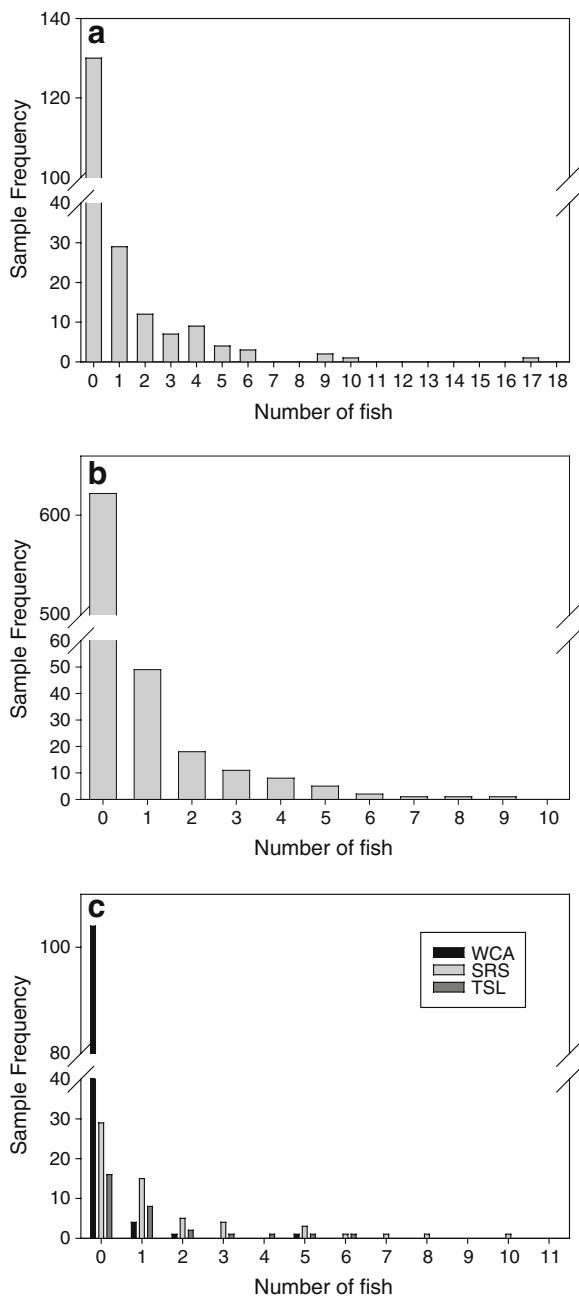 a
140
120
100
40
30
20
10
0
Sample Frequency
0 1 2 3 4 5 6 7 8 9 10 11 12 13 14 15 16 17 18
Number of fish
b
600
500
60
50
40
30
20
10
0
Sample Frequency
0 1 2 3 4 5 6 7 8 9 10
Number of fish
c
100
80
40
30
20
10
0
Sample Frequency
WCA
SRS
TSL
0 1 2 3 4 5 6 7 8 9 10 11
Number of fish